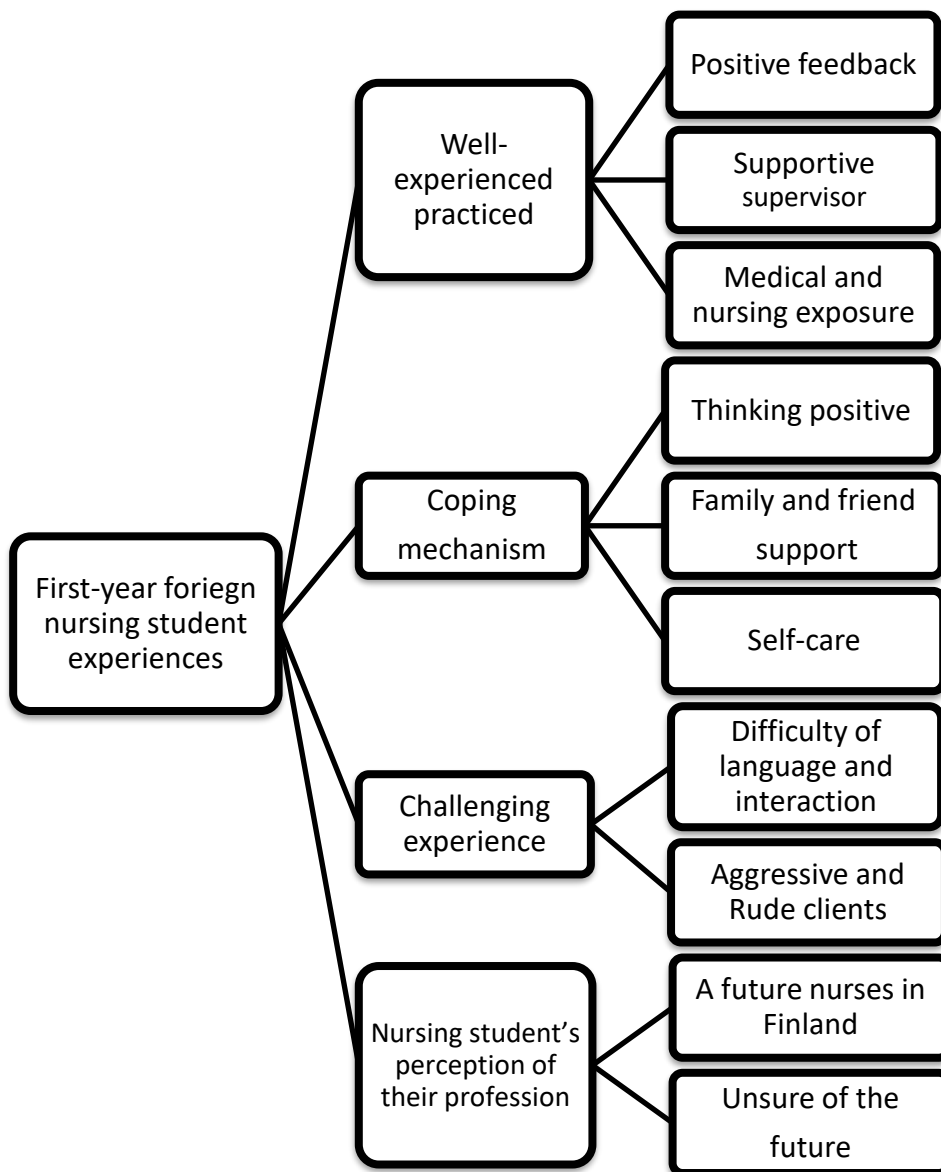 First-year foriegn
nursing student
experiences
Well-
experienced
practiced
Positive feedback
Supportive
supervisor
Medical and
nursing exposure
Coping
mechanism
Thinking positive
Family and friend
support
Self-care
Challenging
experience
Difficulty of
language and
interaction
Aggressive and
Rude clients
Nursing student’s
perception of
their profession
A future nurses in
Finland
Unsure of the
future